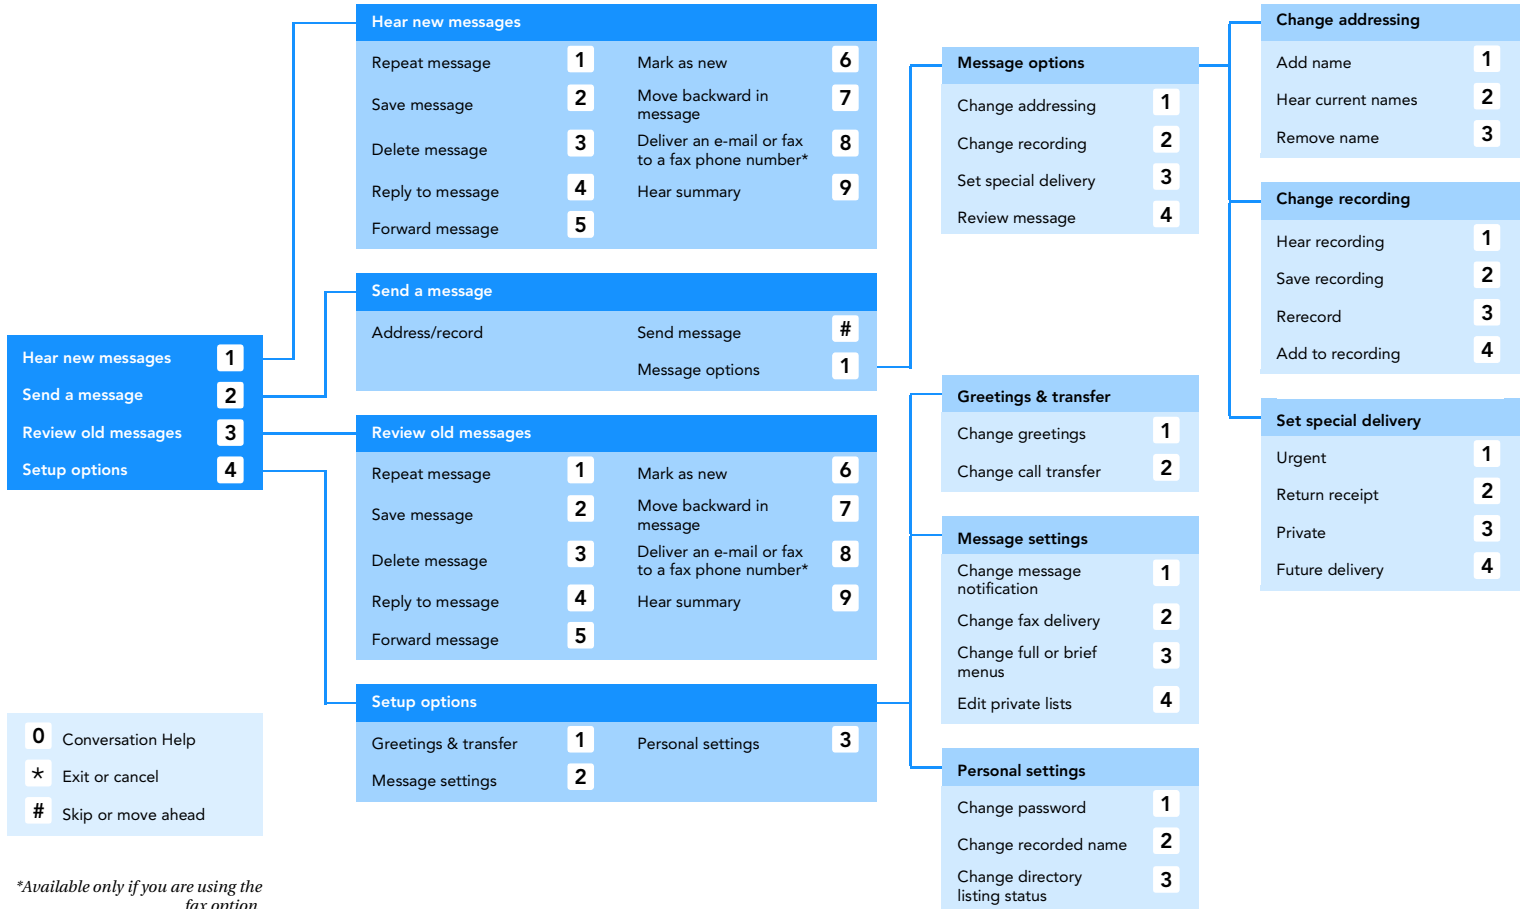 Hear new messages 1
Send a message 2
Review old messages 3
Setup options 4
0 Conversation Help
* Exit or cancel
# Skip or move ahead
*Available only if you are using the
fax option.
Hear new messages
Repeat message 1
Save message 2
Delete message 3
Reply to message 4
Forward message 5
Mark as new 6
Move backward in 7
message
Deliver an e-mail or fax 8
to a fax phone number*
Hear summary 9
Send a message
Address/record
Send message #
Message options 1
Review old messages
Repeat message 1
Save message 2
Delete message 3
Reply to message 4
Forward message 5
Mark as new 6
Move backward in 7
message
Deliver an e-mail or fax 8
to a fax phone number*
Hear summary 9
Setup options
Greetings & transfer 1
Message settings 2
Personal settings 3
Message options
Change addressing 1
Change recording 2
Set special delivery 3
Review message 4
Greetings & transfer
Change greetings 1
Change call transfer 2
Message settings
Change message 1
notification
Change fax delivery 2
Change full or brief 3
menus
Edit private lists 4
Personal settings
Change password 1
Change recorded name 2
Change directory 3
listing status
Change addressing
Add name 1
Hear current names 2
Remove name 3
Change recording
Hear recording 1
Save recording 2
Rerecord 3
Add to recording 4
Set special delivery
Urgent 1
Return receipt 2
Private 3
Future delivery 4